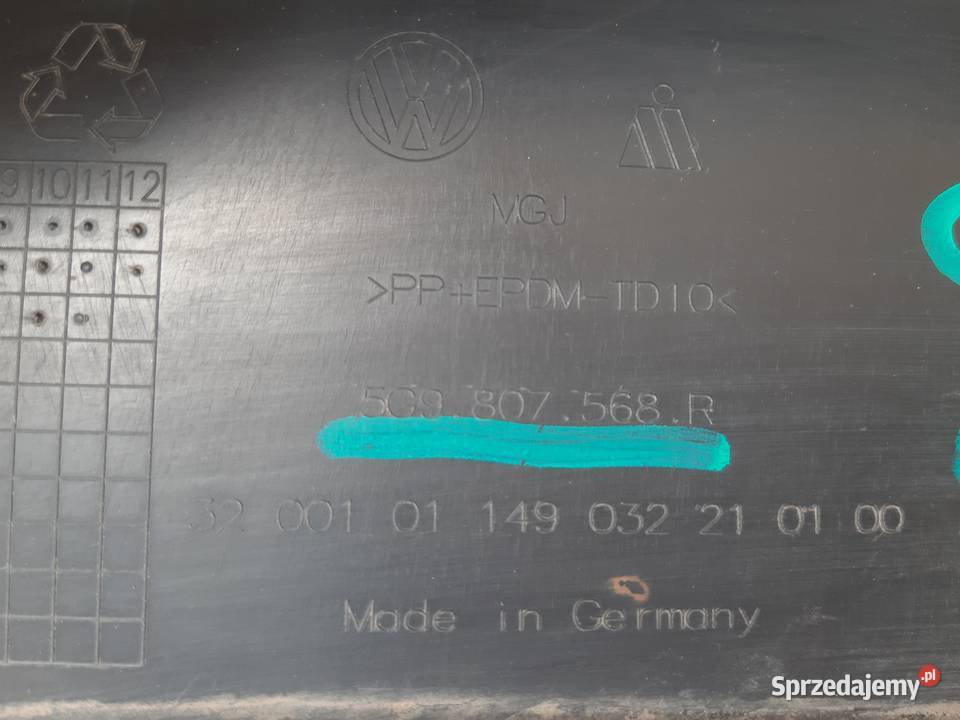 9 10 11 12
MGJ
>PP+EPDM-TD10<
5G9.807.568.R
32 001 01 149 032 21 01 00
Made in Germany
Sprzedajemy.pl